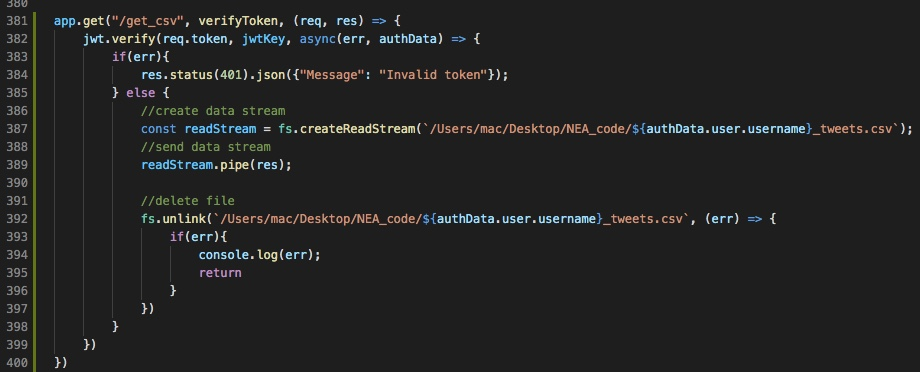 380
381 app.get("/get_csv", verifyToken, (req, res) => {
382 jwt.verify(req.token, jwtKey, async(err, authData) => {
383 if(err){
384 res.status(401).json({"Message": "Invalid token"});
385 } else {
386 //create data stream
387 const readStream = fs.createReadStream(`/Users/mac/Desktop/NEA_code/${authData.user.username}_tweets.csv`);
388 //send data stream
389 readStream.pipe(res);
390
391 //delete file
392 fs.unlink(`/Users/mac/Desktop/NEA_code/${authData.user.username}_tweets.csv`, (err) => {
393 if(err){
394 console.log(err);
395 return
396 }
397 })
398 }
399 })
400 })